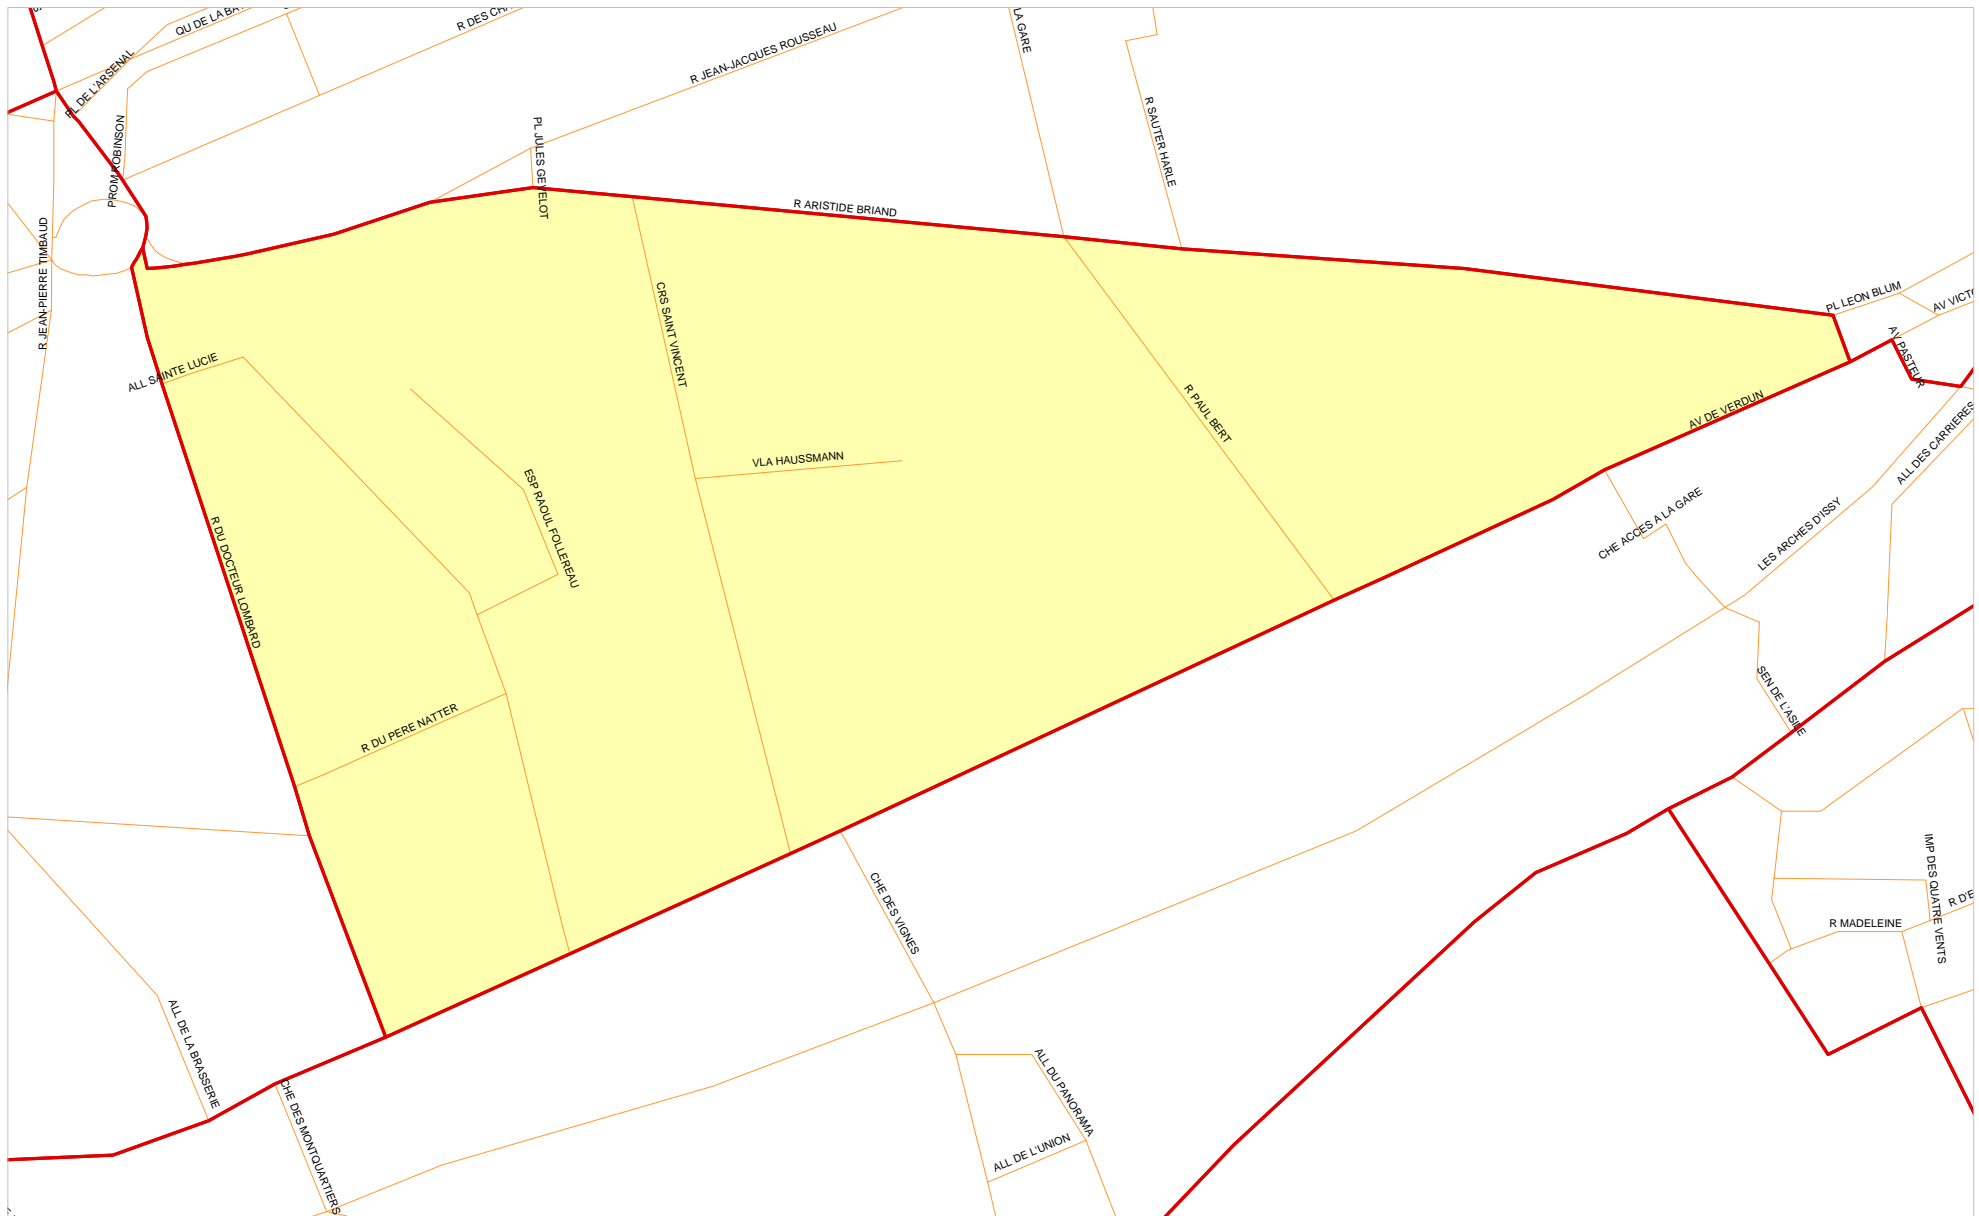 R DES
R JEAN-JACQUES ROUSSEAU
LA GARE
PL DE L'ARSENAL
QU DE LA
PROM ROBINSON
PL JULES GEVELOT
R SAUTER HARLE
R ARISTIDE BRIAND
R JEAN-PIERRE TIMBAUD
PL LEON BLUM
AV
AV PASTEUR
ALL SAINTE LUCIE
CRS SAINT VINCENT
R PAUL BERT
AV DE VERDUN
ALL DES CARRIERES
VLA HAUSSMANN
ESP RAOUL FOLLEREAU
CHE ACCES A LA GARE
LES ARCHES D'ISSY
R DU DOCTEUR LOMBARD
SEN DE L'ASILE
R DU PERE NATTER
IMP DES QUATRE VENTS
CHE DES VIGNES
R MADELEINE
ALL DE LA BRASSERIE
ALL DU PANORAMA
CHE DES MONTQUARTIERS
ALL DE L'UNION